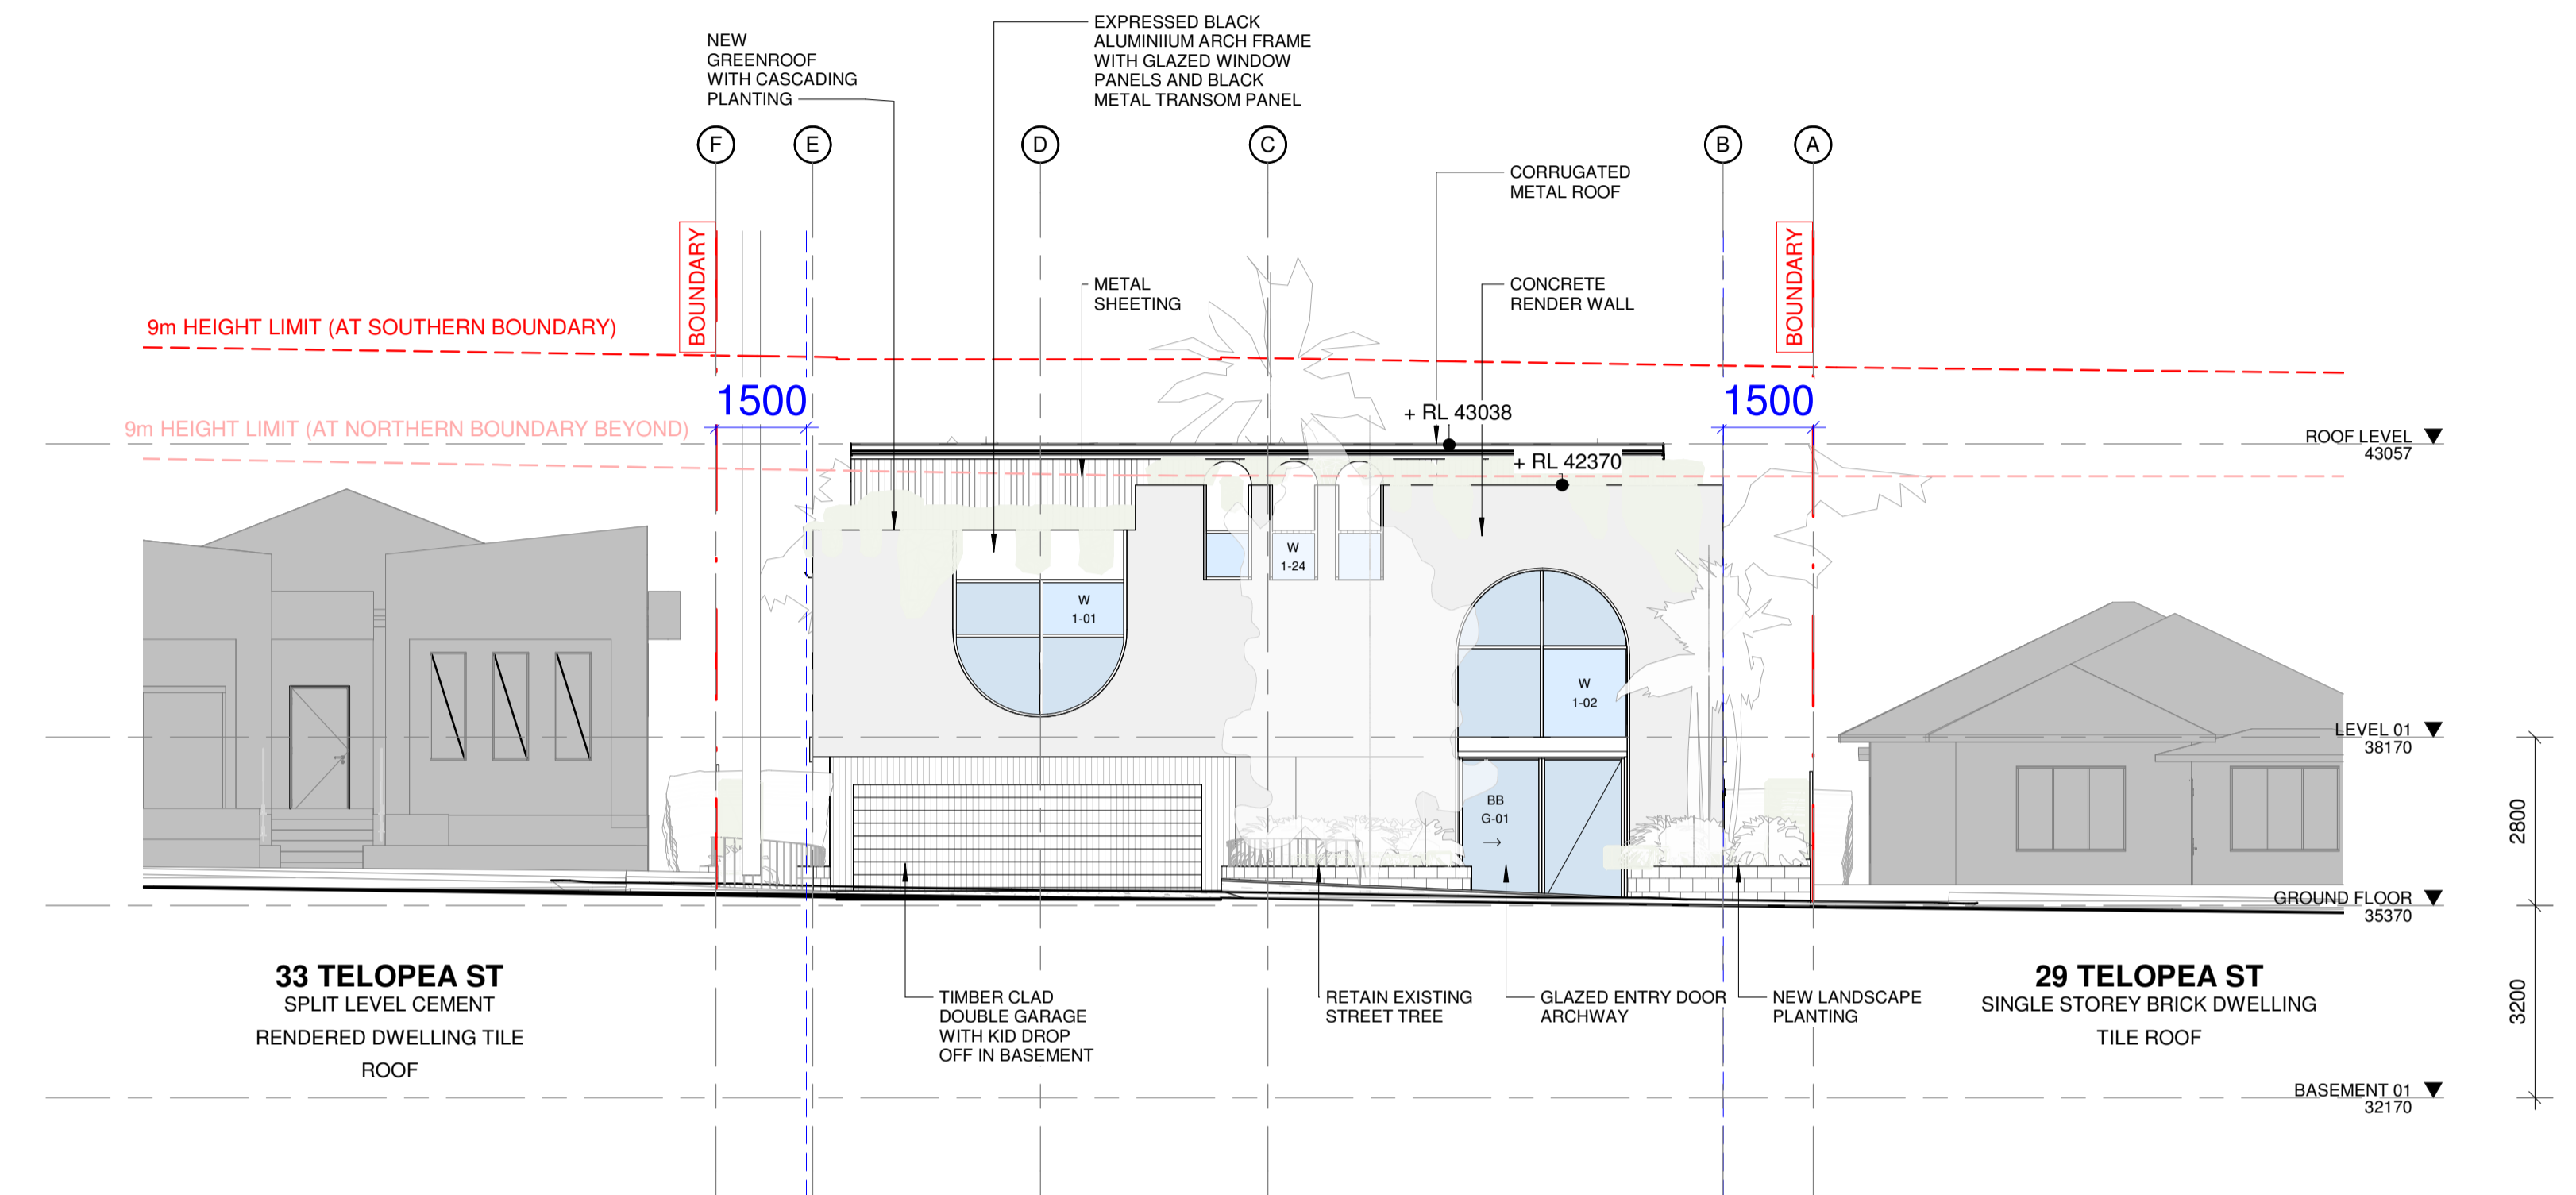 EXPRESSED BLACK
ALUMINIIUM ARCH FRAME
WITH GLAZED WINDOW
PANELS AND BLACK
METAL TRANSOM PANEL
NEW
GREENROOF
WITH CASCADING
PLANTING
F
E
D
C
B
A
CORRUGATED
METAL ROOF
BOUNDARY
BOUNDARY
METAL
SHEETING
CONCRETE
RENDER WALL
9m HEIGHT LIMIT (AT SOUTHERN BOUNDARY)
1500
1500
+ RL 43038
9m HEIGHT LIMIT (AT NORTHERN BOUNDARY BEYOND)
ROOF LEVEL
43057
+ RL 42370
W
1-24
W
1-01
W
1-02
LEVEL 01
38170
BB
G-01
2800
GROUND FLOOR
35370
33 TELOPEA ST
SPLIT LEVEL CEMENT
RENDERED DWELLING TILE
ROOF
TIMBER CLAD
DOUBLE GARAGE
WITH KID DROP
OFF IN BASEMENT
RETAIN EXISTING
STREET TREE
GLAZED ENTRY DOOR
ARCHWAY
NEW LANDSCAPE
PLANTING
29 TELOPEA ST
SINGLE STOREY BRICK DWELLING
TILE ROOF
3200
BASEMENT 01
32170